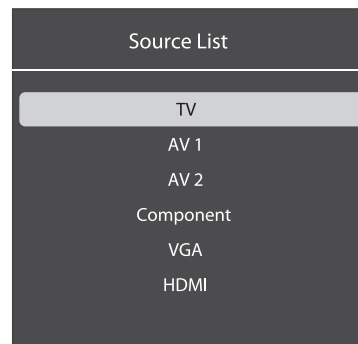 Source List
TV
AV 1
AV 2
Component
VGA
HDMI